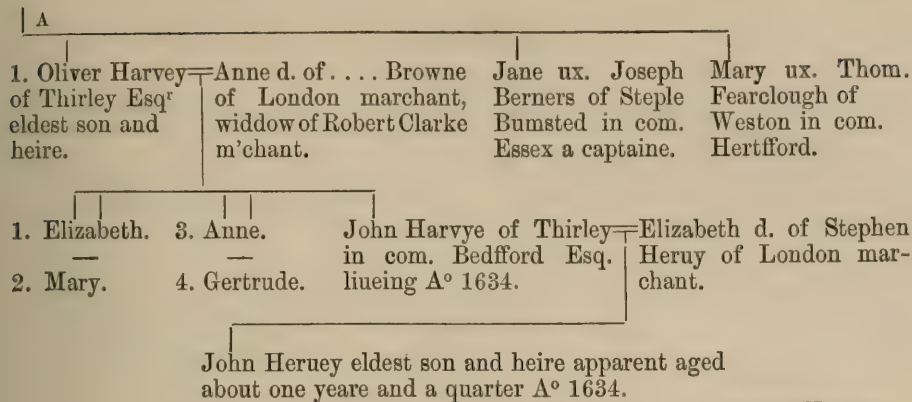 A
1. Oliver Harvey
of Thirley Esqʳ
eldest son and
heire.
Anne d. of .... Browne
of London marchant,
widdow of Robert Clarke
m'chant.
Jane ux. Joseph
Berners of Steple
Bumsted in com.
Essex a captaine.
Mary ux. Thom.
Fearclough of
Weston in com.
Hertfford.
1. Elizabeth.
—
2. Mary.
3. Anne.
—
4. Gertrude.
John Harvye of Thirley
in com. Bedfford Esq.
liueing Aº 1634.
Elizabeth d. of Stephen
Heruy of London mar-
chant.
John Heruey eldest son and heire apparent aged
about one yeare and a quarter Aº 1634.